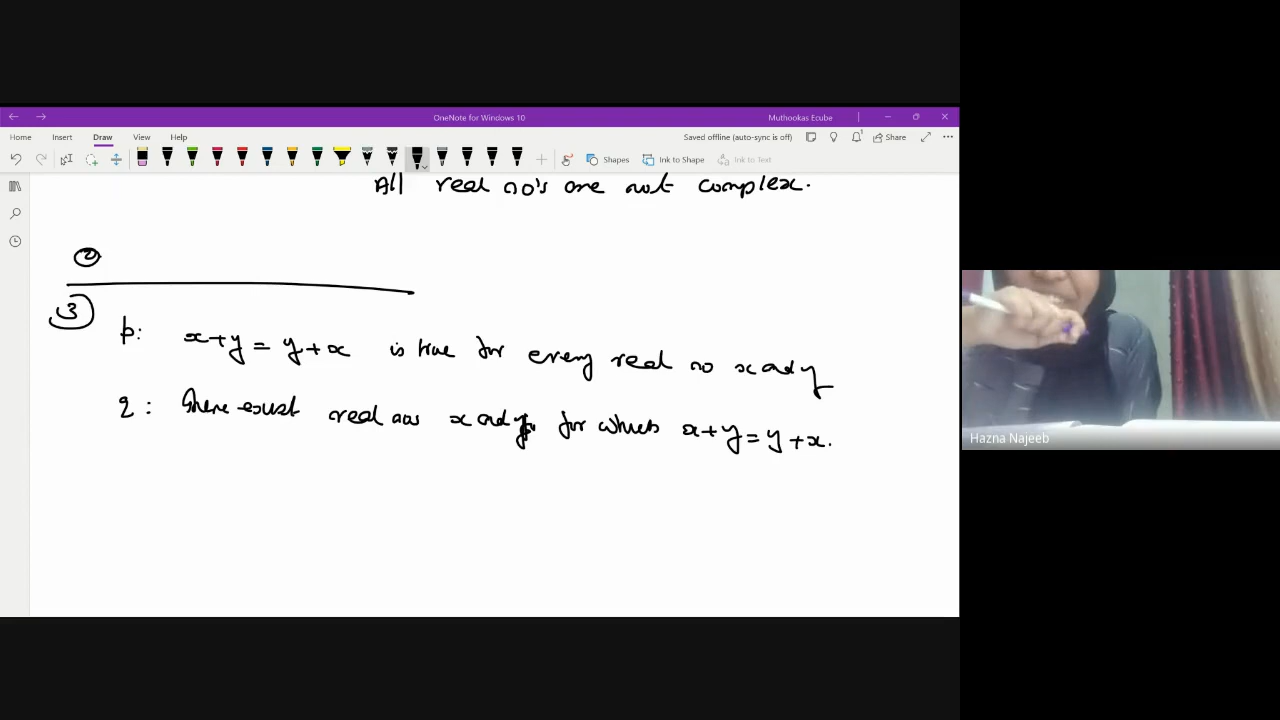 OneNote for Windows 10
Muthookas Ecube
Home Insert Draw View Help
Saved offline (auto-sync is off)
Share
Shapes
Ink to Shape
Ink to Text
All real no's are not complex.
②
③
p: x+y = y+x is true for every real no x and y
q: There exist real nos x and y for which x+y = y+x.
Hazna Najeeb